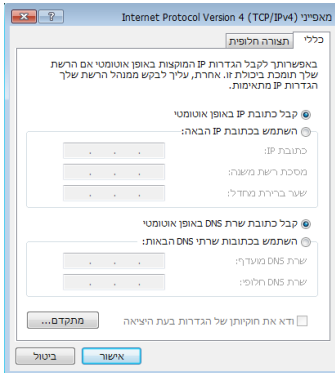 מאפייני Internet Protocol Version 4 (TCP/IPv4)
כללי
תצורה חלופית
באפשרותך לקבל הגדרות IP המוקצות באופן אוטומטי אם הרשת
שלך תומכת ביכולת זו. אחרת, עליך לבקש ממנהל הרשת שלך
הגדרות IP מתאימות.
קבל כתובת IP באופן אוטומטי
השתמש בכתובת IP הבאה:
כתובת IP:
מסכת רשת משנה:
שער ברירת מחדל:
קבל כתובת שרת DNS באופן אוטומטי
השתמש בכתובות שרתי DNS הבאות:
שרת DNS מועדף:
שרת DNS חלופי:
ודא את חוקיותן של הגדרות בעת היציאה
מתקדם...
אישור
ביטול